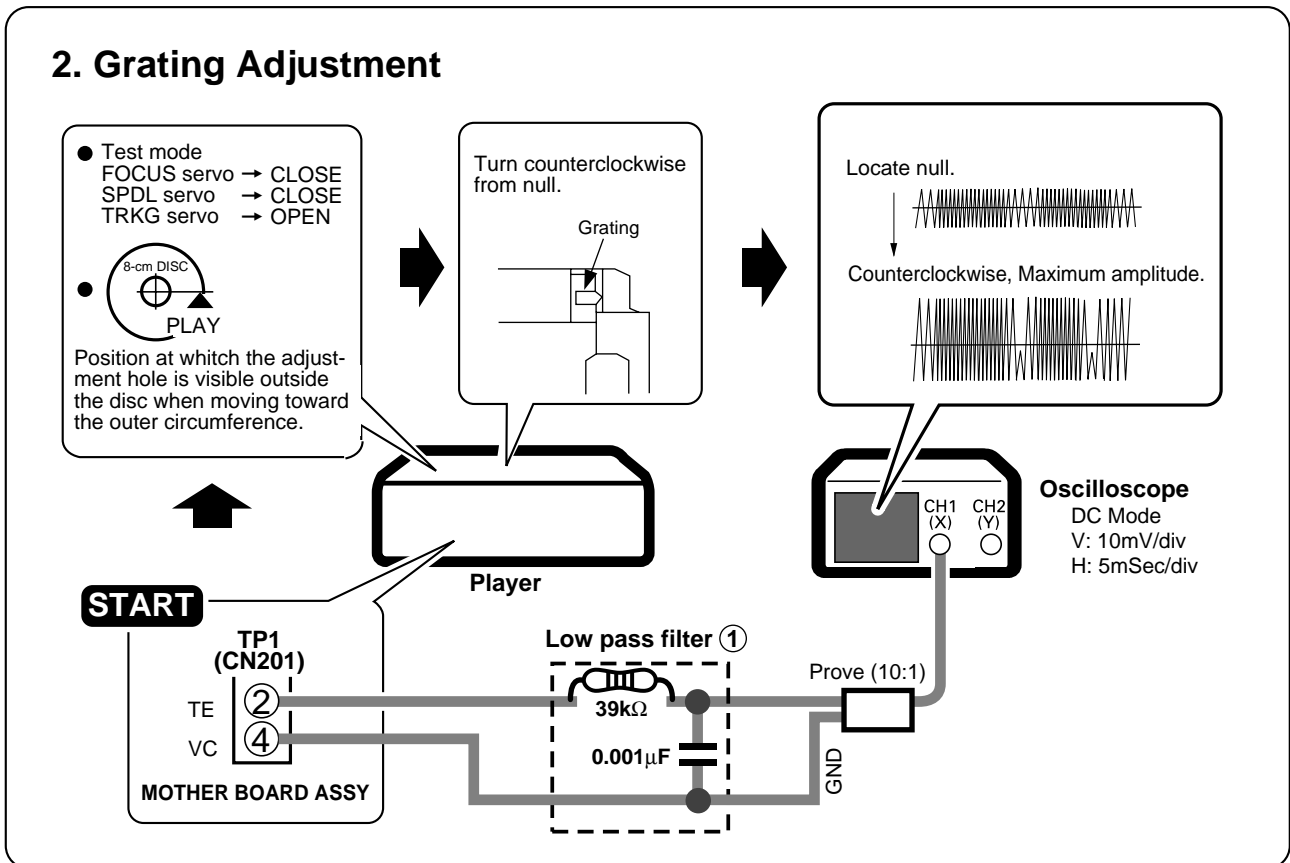 2. Grating Adjustment
● Test mode
FOCUS servo → CLOSE
SPDL servo → CLOSE
TRKG servo → OPEN
●
8-cm DISC
PLAY
Position at whitch the adjust-
ment hole is visible outside
the disc when moving toward
the outer circumference.
Turn counterclockwise
from null.
Grating
Locate null.
Counterclockwise, Maximum amplitude.
Player
CH1
(X)
CH2
(Y)
Oscilloscope
DC Mode
V: 10mV/div
H: 5mSec/div
START
TP1
(CN201)
TE ②
VC ④
MOTHER BOARD ASSY
Low pass filter ①
39kΩ
0.001μF
Prove (10:1)
GND